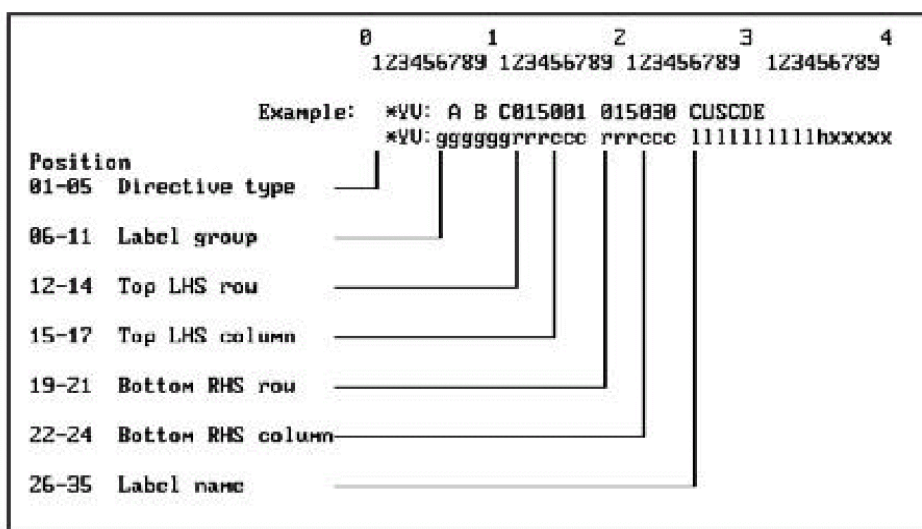 0 1 2 3 4
123456789 123456789 123456789 123456789
Example: *YU: A B C015001 015030 CUSCDE
*YU:ggggggrrrccc rrrccc llllllllllhxxxxx
Position
01-05 Directive type
06-11 Label group
12-14 Top LHS row
15-17 Top LHS column
19-21 Bottom RHS row
22-24 Bottom RHS column
26-35 Label name